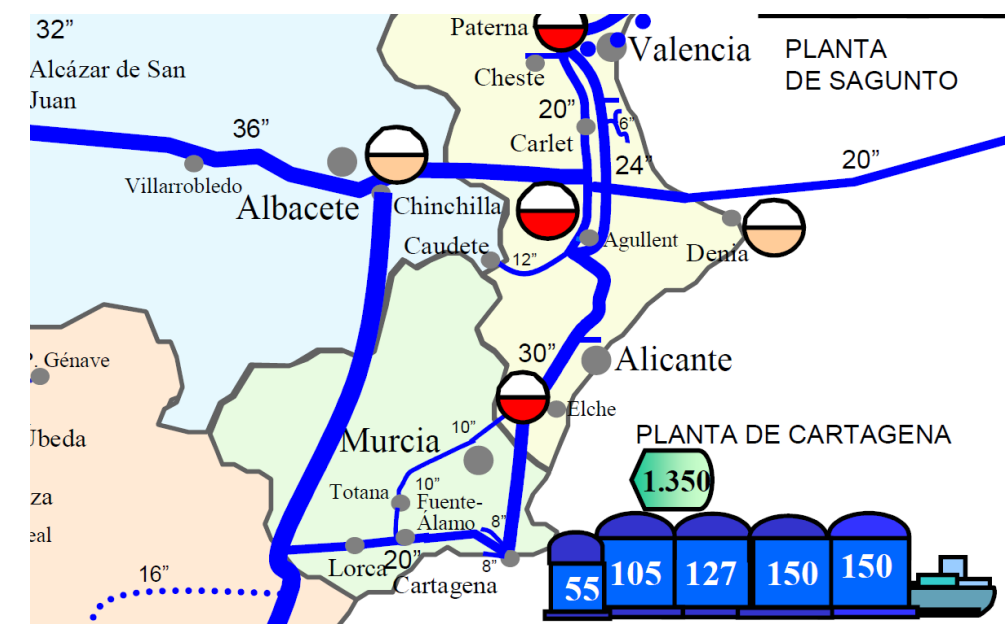 32”
Alcázar de San
Juan
Paterna
Valencia
Cheste
PLANTA
DE SAGUNTO
20”
6”
Carlet
36”
24”
20”
Villarrobledo
Albacete
Chinchilla
Caudete
Agullent
12”
Denia
30”
Alicante
P. Génave
Elche
Úbeda
Murcia
10”
PLANTA DE CARTAGENA
10”
Totana
Fuente-
Álamo
8”
1.350
Lorca
20”
8”
Cartagena
16”
55
105
127
150
150